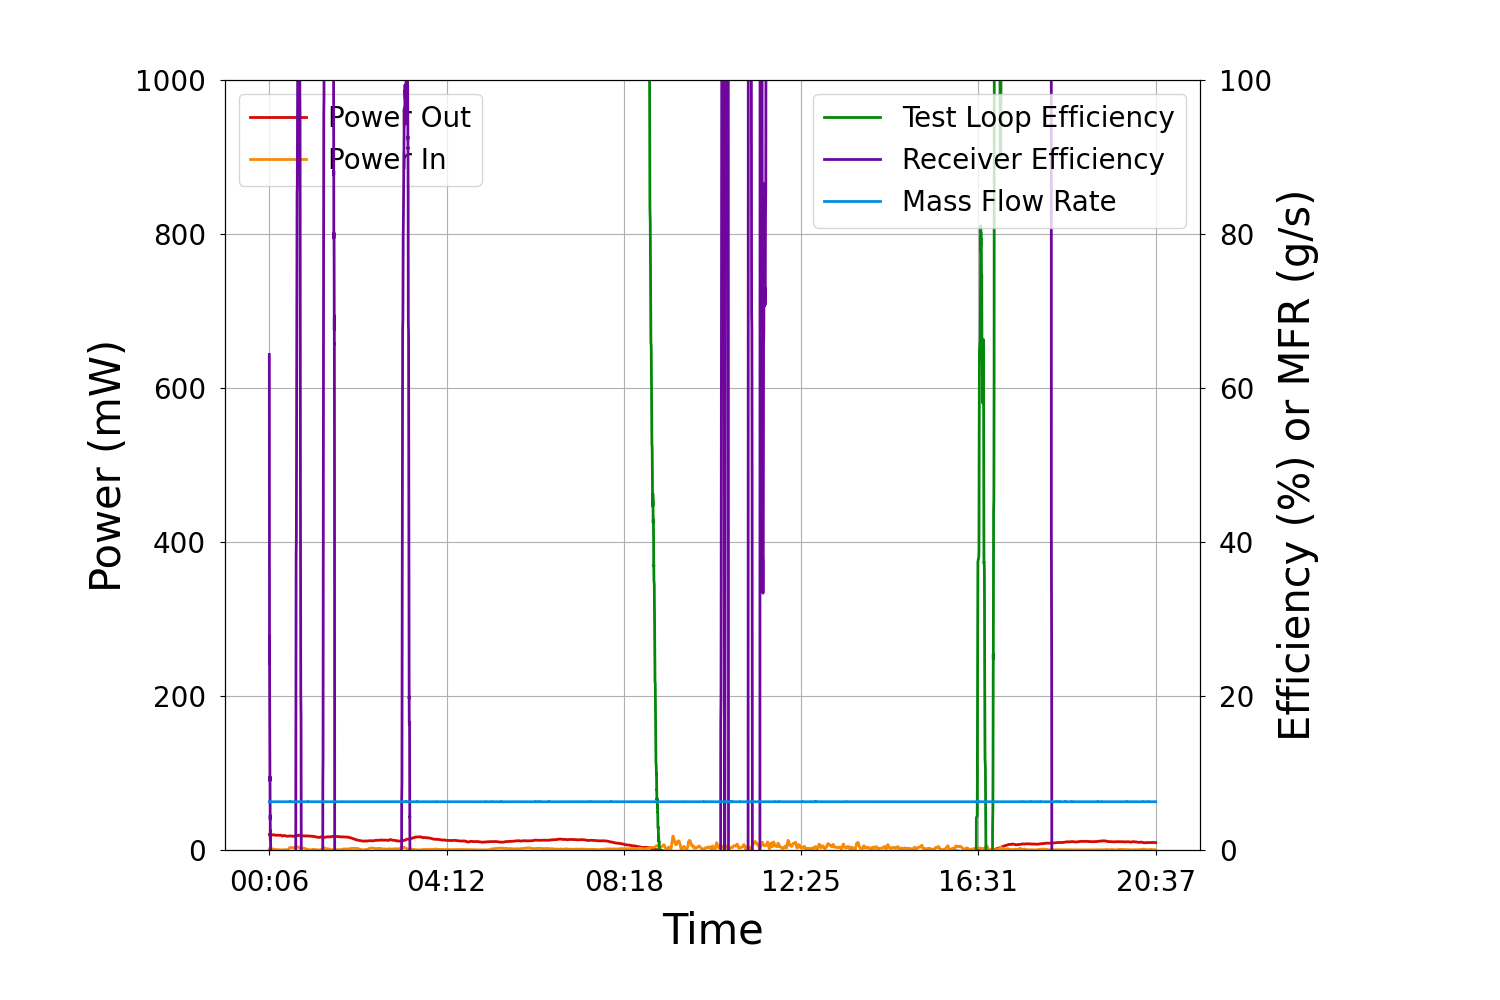 1000
800
600
400
200
0
Power (mW)
Power Out
Power In
Test Loop Efficiency
Receiver Efficiency
Mass Flow Rate
100
80
60
40
20
0
Efficiency (%) or MFR (g/s)
00:06 04:12 08:18 12:25 16:31 20:37
Time